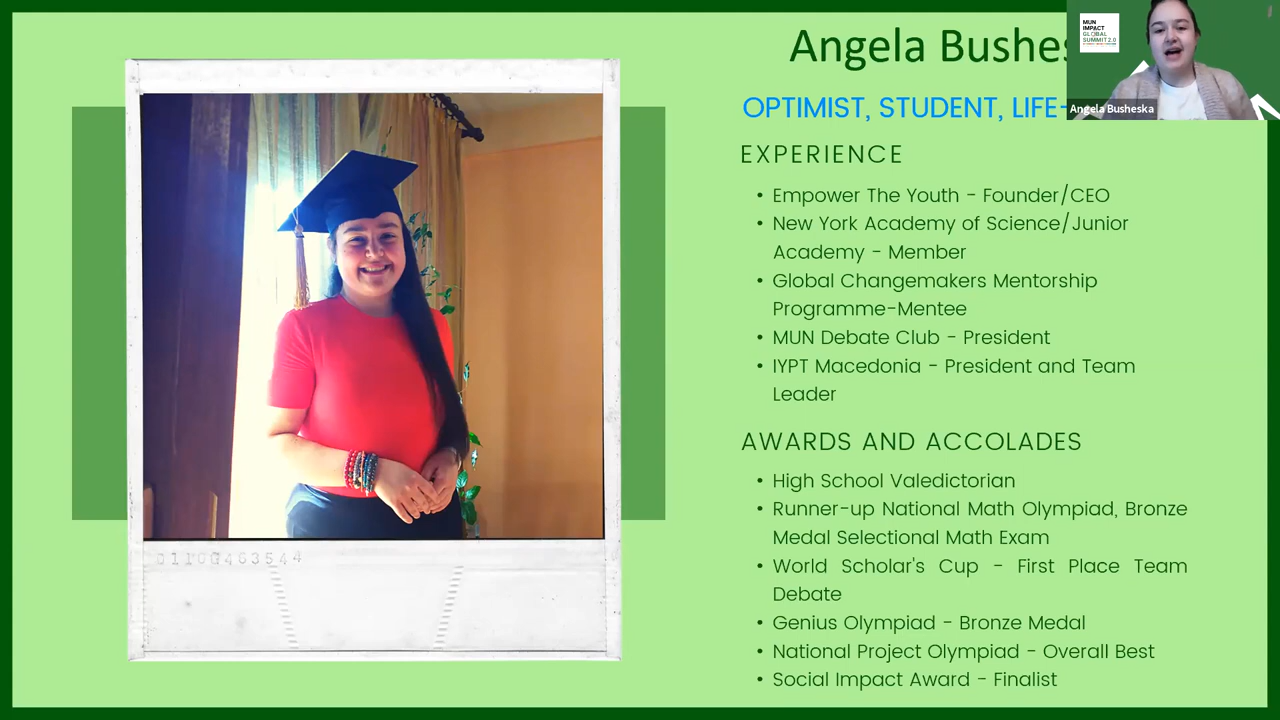 Angela Bushes
MUN
IMPACT
GLOBAL
SUMMIT 2.0
Angela Busheska
OPTIMIST, STUDENT, LIFE-
EXPERIENCE
• Empower The Youth - Founder/CEO
• New York Academy of Science/Junior
Academy - Member
• Global Changemakers Mentorship
Programme-Mentee
• MUN Debate Club - President
• IYPT Macedonia - President and Team
Leader
AWARDS AND ACCOLADES
• High School Valedictorian
• Runner-up National Math Olympiad, Bronze
Medal Selectional Math Exam
• World Scholar's Cup - First Place Team
Debate
• Genius Olympiad - Bronze Medal
• National Project Olympiad - Overall Best
• Social Impact Award - Finalist